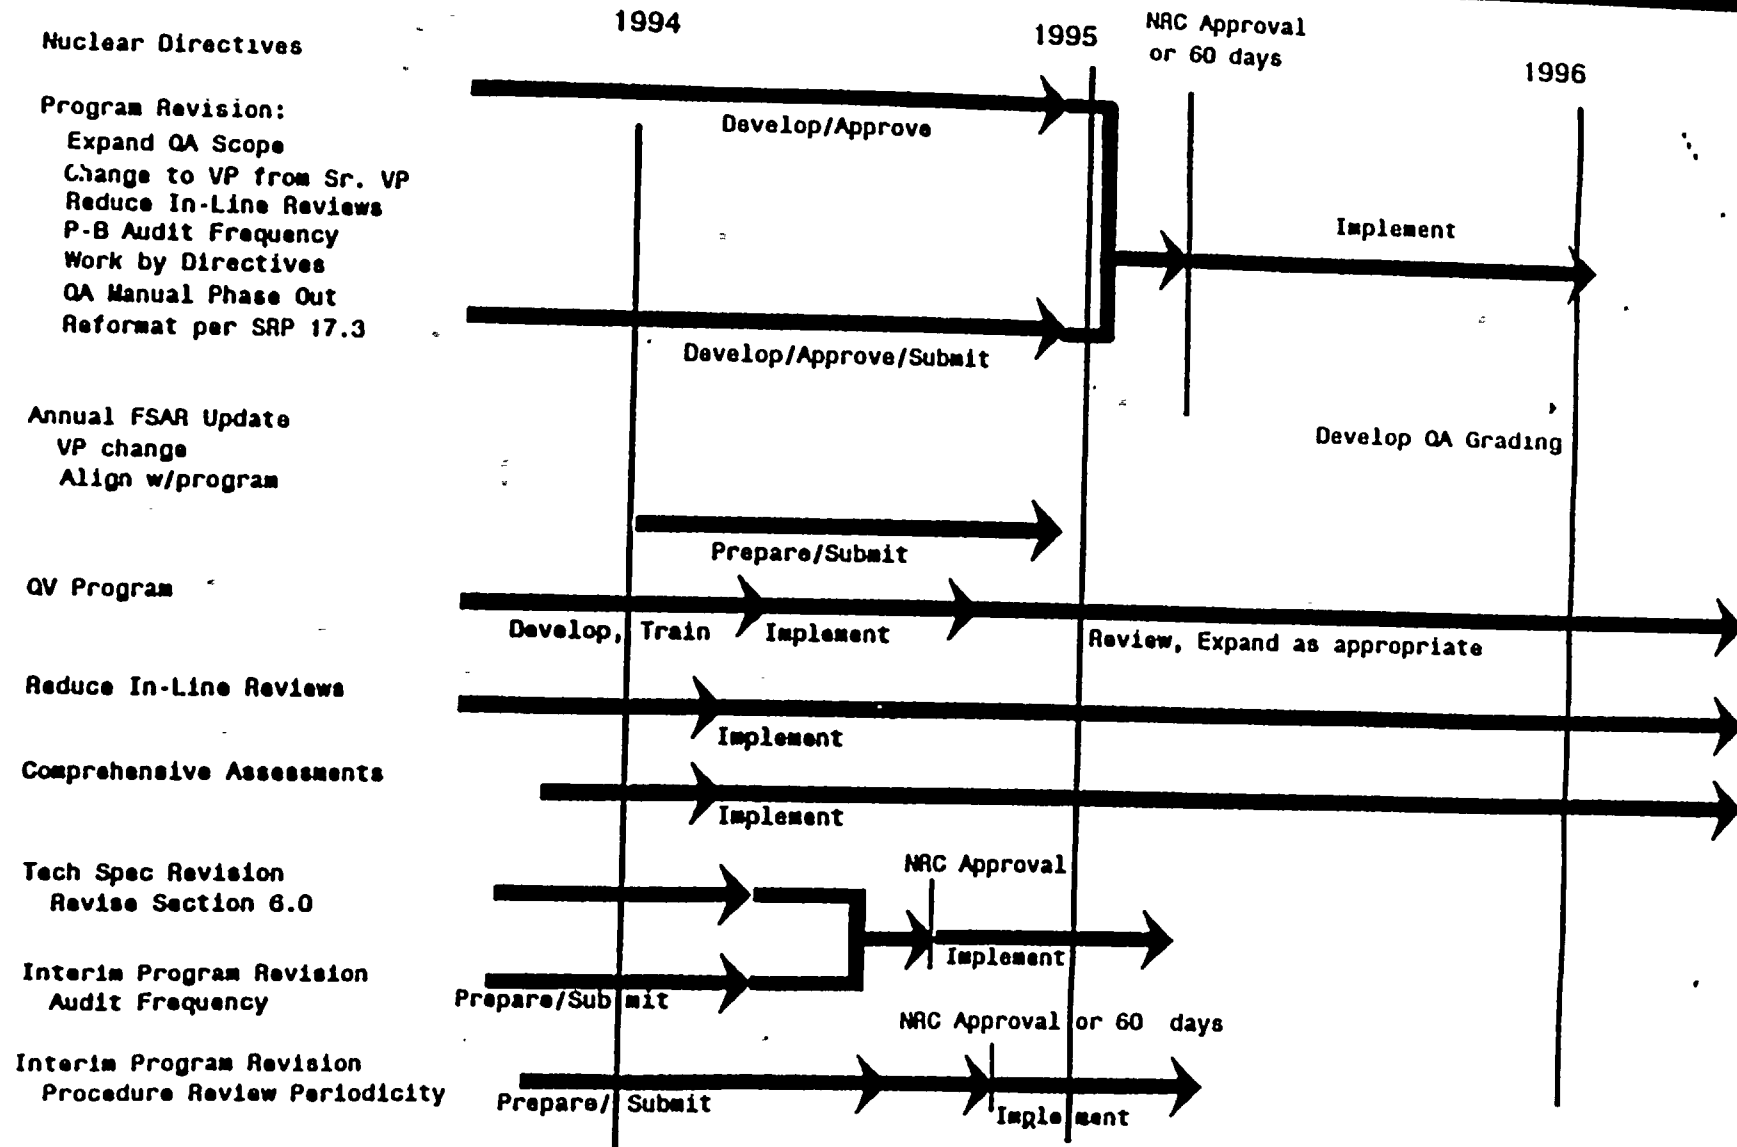 1994
1995
NRC Approval
or 60 days
1996
Nuclear Directives
Develop/Approve
Program Revision:
Expand QA Scope
Change to VP from Sr. VP
Reduce In-Line Reviews
P-B Audit Frequency
Work by Directives
QA Manual Phase Out
Reformat per SRP 17.3
Implement
Develop/Approve/Submit
Annual FSAR Update
VP change
Align w/program
Develop QA Grading
Prepare/Submit
QV Program
Develop, Train
Implement
Review, Expand as appropriate
Reduce In-Line Reviews
Implement
Comprehensive Assessments
Implement
Tech Spec Revision
Revise Section 6.0
NRC Approval
Implement
Interim Program Revision
Audit Frequency
Prepare/Submit
NRC Approval or 60 days
Interim Program Revision
Procedure Review Periodicity
Prepare/ Submit
Implement